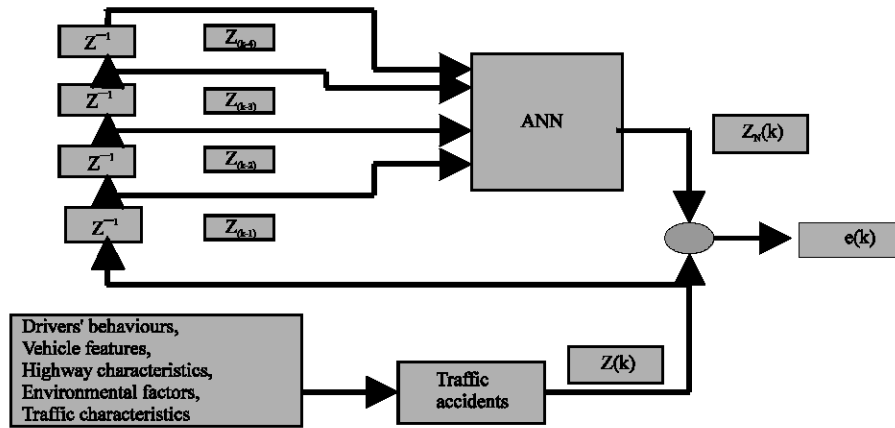 Z⁻¹
Z(k-4)
Z⁻¹
Z(k-3)
Z⁻¹
Z(k-2)
Z⁻¹
Z(k-1)
ANN
Z_N(k)
e(k)
Drivers' behaviours,
Vehicle features,
Highway characteristics,
Environmental factors,
Traffic characteristics
Traffic
accidents
Z(k)